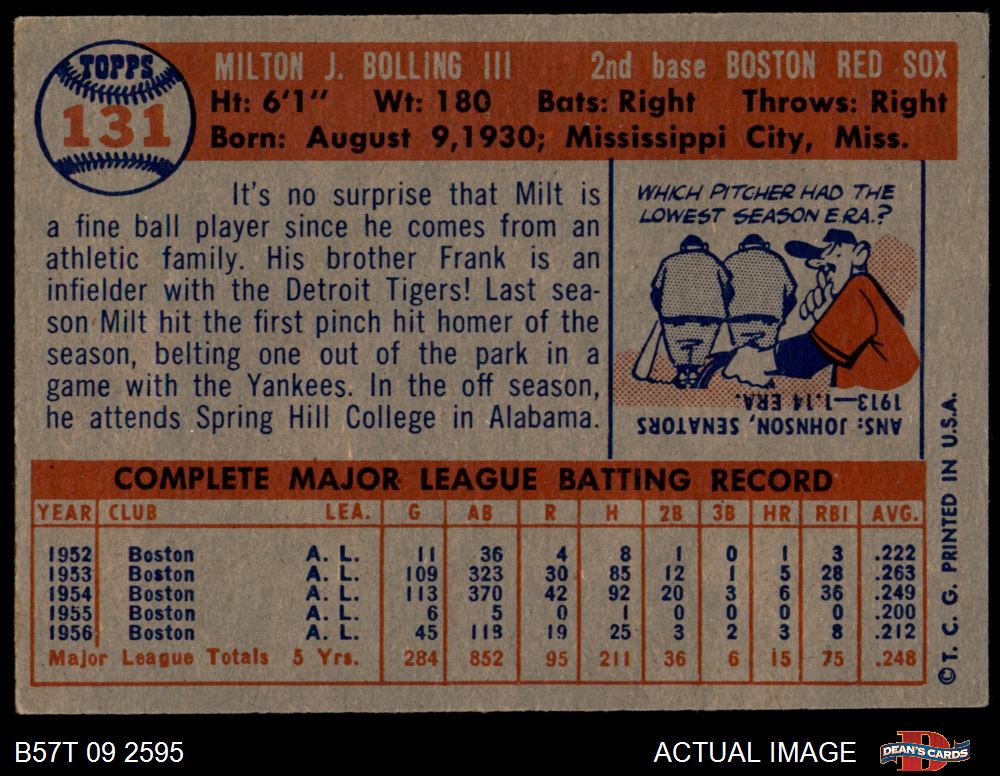 TOPPS
131
MILTON J. BOLLING III 2nd base BOSTON RED SOX
Ht: 6'1" Wt: 180 Bats: Right Throws: Right
Born: August 9, 1930; Mississippi City, Miss.
It's no surprise that Milt is
a fine ball player since he comes from an
athletic family. His brother Frank is an
infielder with the Detroit Tigers! Last sea-
son Milt hit the first pinch hit homer of the
season, belting one out of the park in a
game with the Yankees. In the off season,
he attends Spring Hill College in Alabama.
WHICH PITCHER HAD THE
LOWEST SEASON E.R.A.?
ANS: JOHNSON, SENATORS
1913—1.14 ERA.
COMPLETE MAJOR LEAGUE BATTING RECORD
YEAR CLUB LEA. G AB R H 2B 3B HR RBI AVG.
1952 Boston A. L. 11 36 4 8 1 0 1 3 .222
1953 Boston A. L. 109 323 30 85 12 1 5 28 .263
1954 Boston A. L. 113 370 42 92 20 3 6 36 .249
1955 Boston A. L. 6 5 0 1 0 0 0 0 .200
1956 Boston A. L. 45 118 19 25 3 2 3 8 .212
Major League Totals 5 Yrs. 284 852 95 211 36 6 15 75 .248
© T. C. G. PRINTED IN U.S.A.
B57T 09 2595
ACTUAL IMAGE
D
DEAN'S CARDS